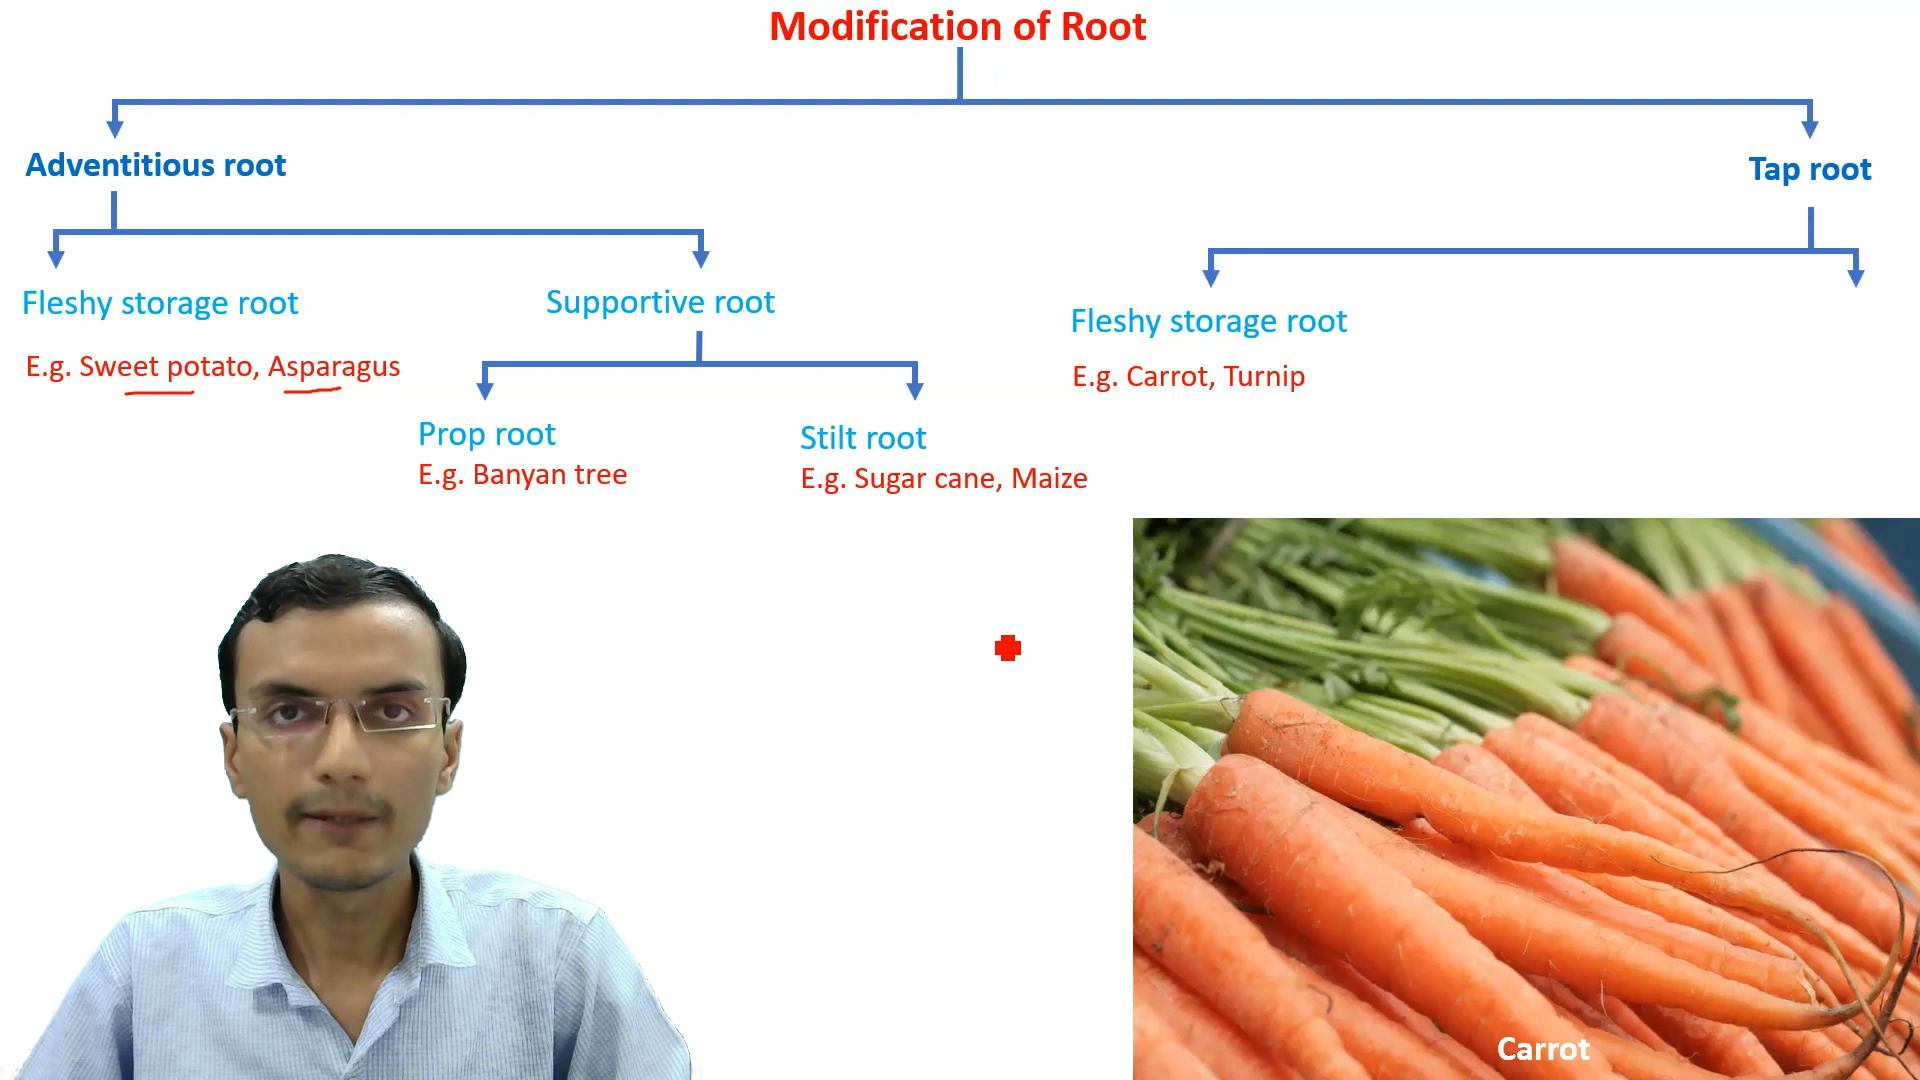 Modification of Root
Adventitious root
Tap root
Fleshy storage root
Supportive root
Fleshy storage root
E.g. Sweet potato, Asparagus
E.g. Carrot, Turnip
Prop root
Stilt root
E.g. Banyan tree
E.g. Sugar cane, Maize
Carrot